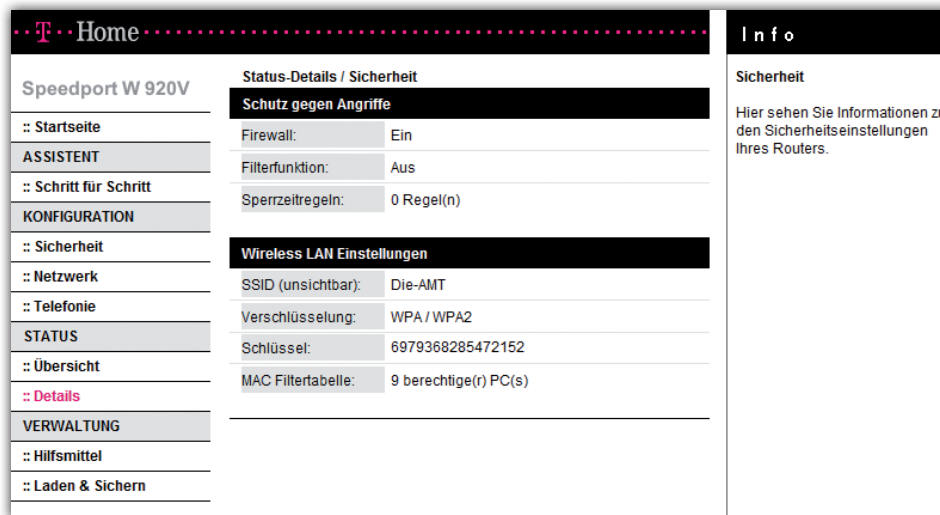 T Home
Speedport W 920V
:: Startseite
ASSISTENT
:: Schritt für Schritt
KONFIGURATION
:: Sicherheit
:: Netzwerk
:: Telefonie
STATUS
:: Übersicht
:: Details
VERWALTUNG
:: Hilfsmittel
:: Laden & Sichern
Status-Details / Sicherheit
Schutz gegen Angriffe
Firewall: Ein
Filterfunktion: Aus
Sperrzeitregeln: 0 Regel(n)
Wireless LAN Einstellungen
SSID (unsichtbar): Die-AMT
Verschlüsselung: WPA / WPA2
Schlüssel: 6979368285472152
MAC Filtertabelle: 9 berechtige(r) PC(s)
Info
Sicherheit
Hier sehen Sie Informationen
den Sicherheitseinstellungen
Ihres Routers.